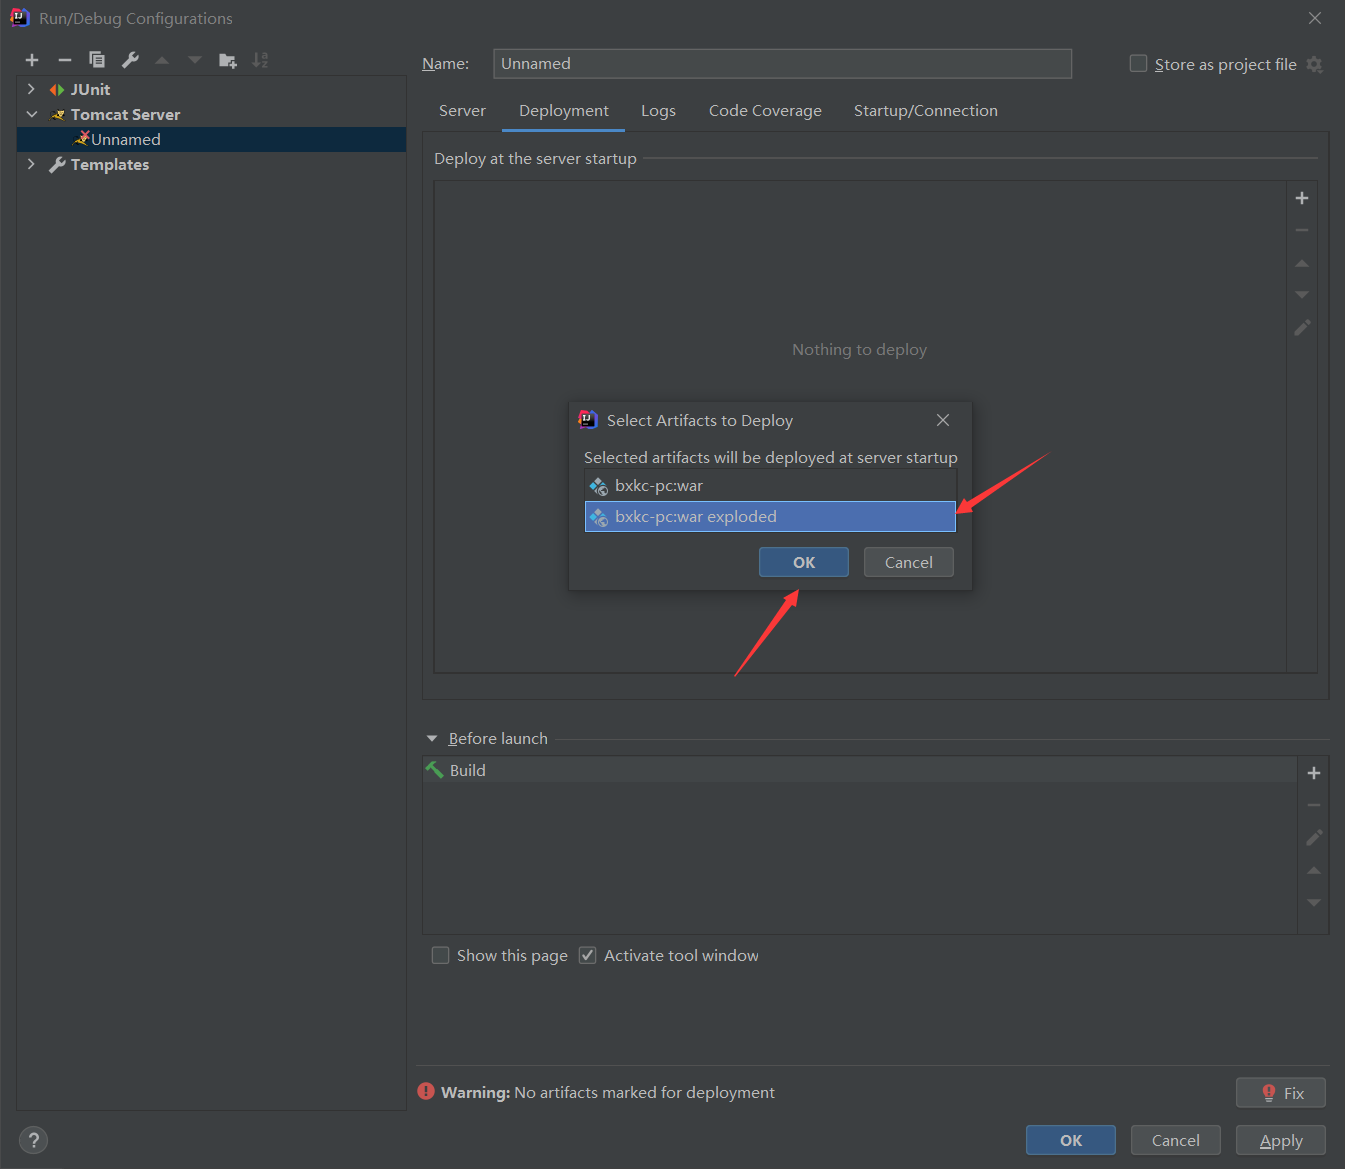 Run/Debug Configurations
Name: Unnamed
Store as project file
JUnit
Tomcat Server
Unnamed
Templates
Server Deployment Logs Code Coverage Startup/Connection
Deploy at the server startup
Nothing to deploy
Select Artifacts to Deploy
Selected artifacts will be deployed at server startup
bxkc-pc:war
bxkc-pc:war exploded
OK Cancel
Before launch
Build
Show this page Activate tool window
Warning: No artifacts marked for deployment
Fix
? OK Cancel Apply